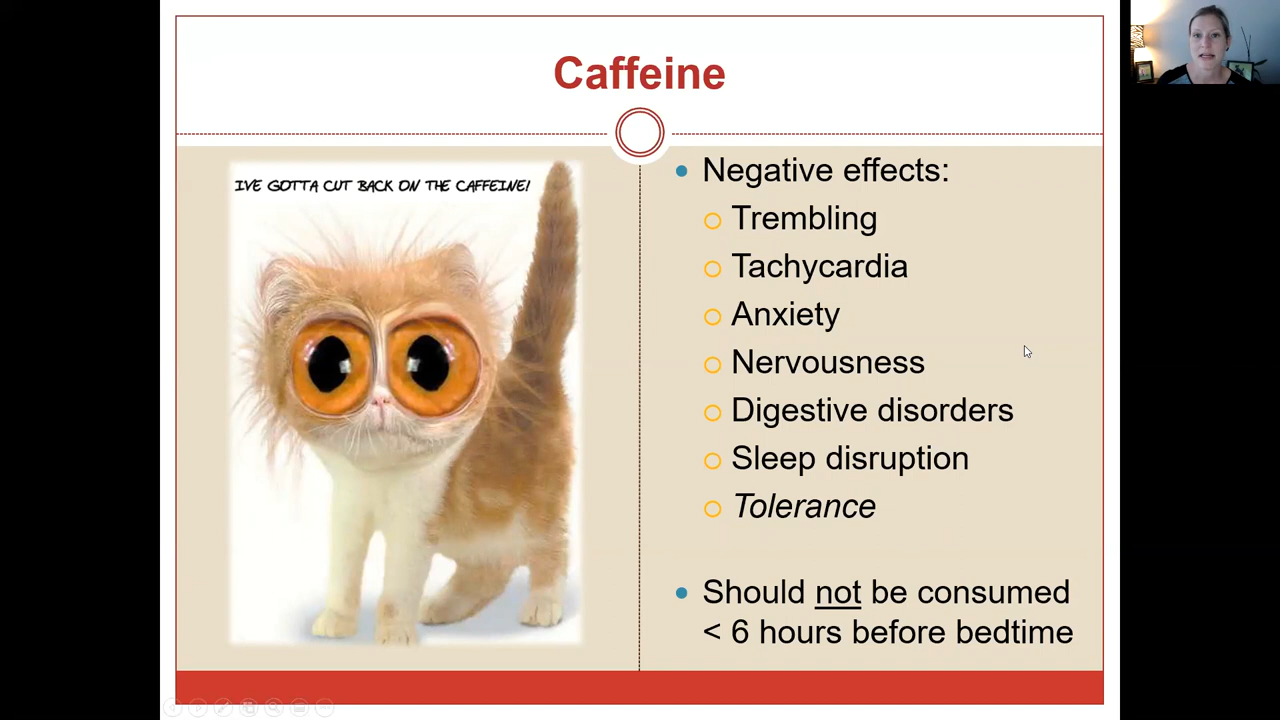 Caffeine
IVE GOTTA CUT BACK ON THE CAFFEINE!
Negative effects:
Trembling
Tachycardia
Anxiety
Nervousness
Digestive disorders
Sleep disruption
Tolerance
Should not be consumed
< 6 hours before bedtime